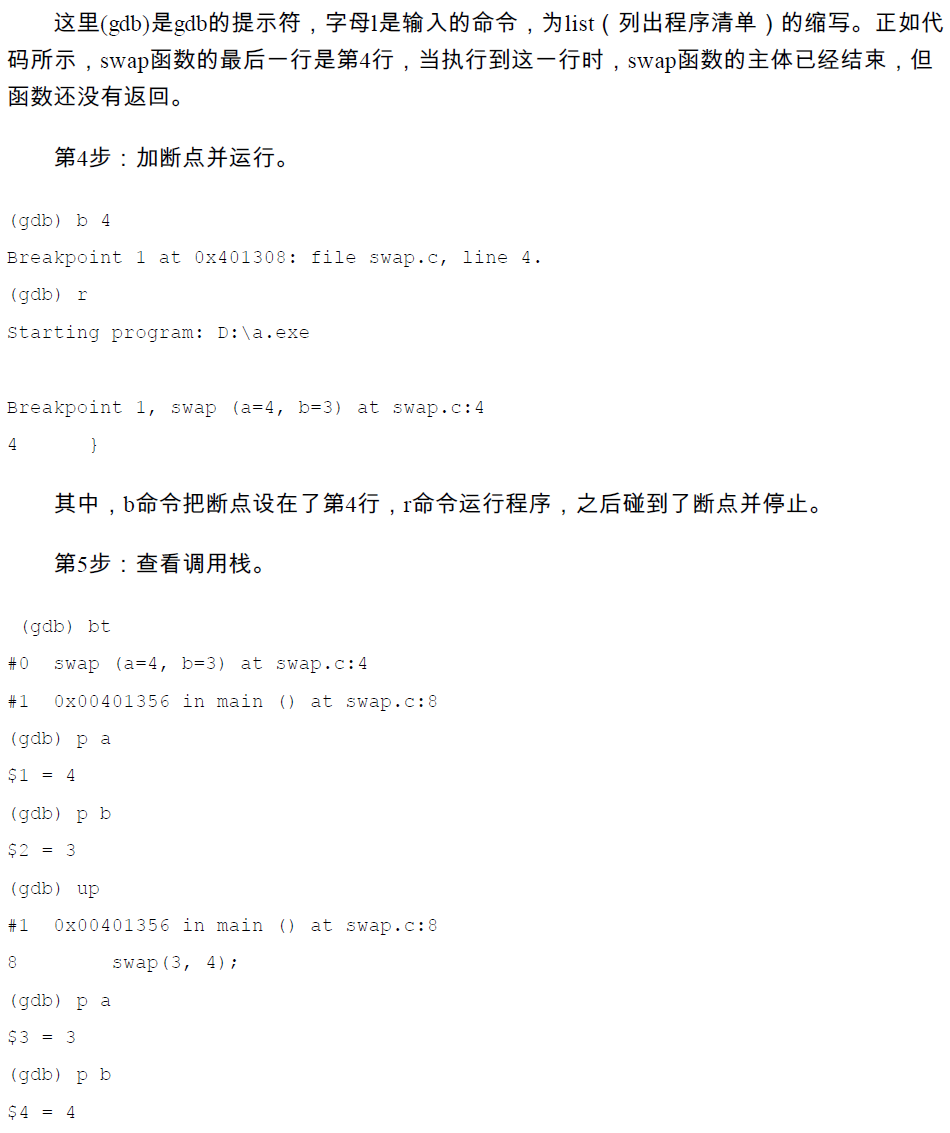 这里(gdb)是gdb的提示符，字母l是输入的命令，为list（列出程序清单）的缩写。正如代
码所示，swap函数的最后一行是第4行，当执行到这一行时，swap函数的主体已经结束，但
函数还没有返回。
第4步：加断点并运行。
(gdb) b 4
Breakpoint 1 at 0x401308: file swap.c, line 4.
(gdb) r
Starting program: D:\a.exe
Breakpoint 1, swap (a=4, b=3) at swap.c:4
4 }
其中，b命令把断点设在了第4行，r命令运行程序，之后碰到了断点并停止。
第5步：查看调用栈。
(gdb) bt
#0 swap (a=4, b=3) at swap.c:4
#1 0x00401356 in main () at swap.c:8
(gdb) p a
$1 = 4
(gdb) p b
$2 = 3
(gdb) up
#1 0x00401356 in main () at swap.c:8
8 swap(3, 4);
(gdb) p a
$3 = 3
(gdb) p b
$4 = 4